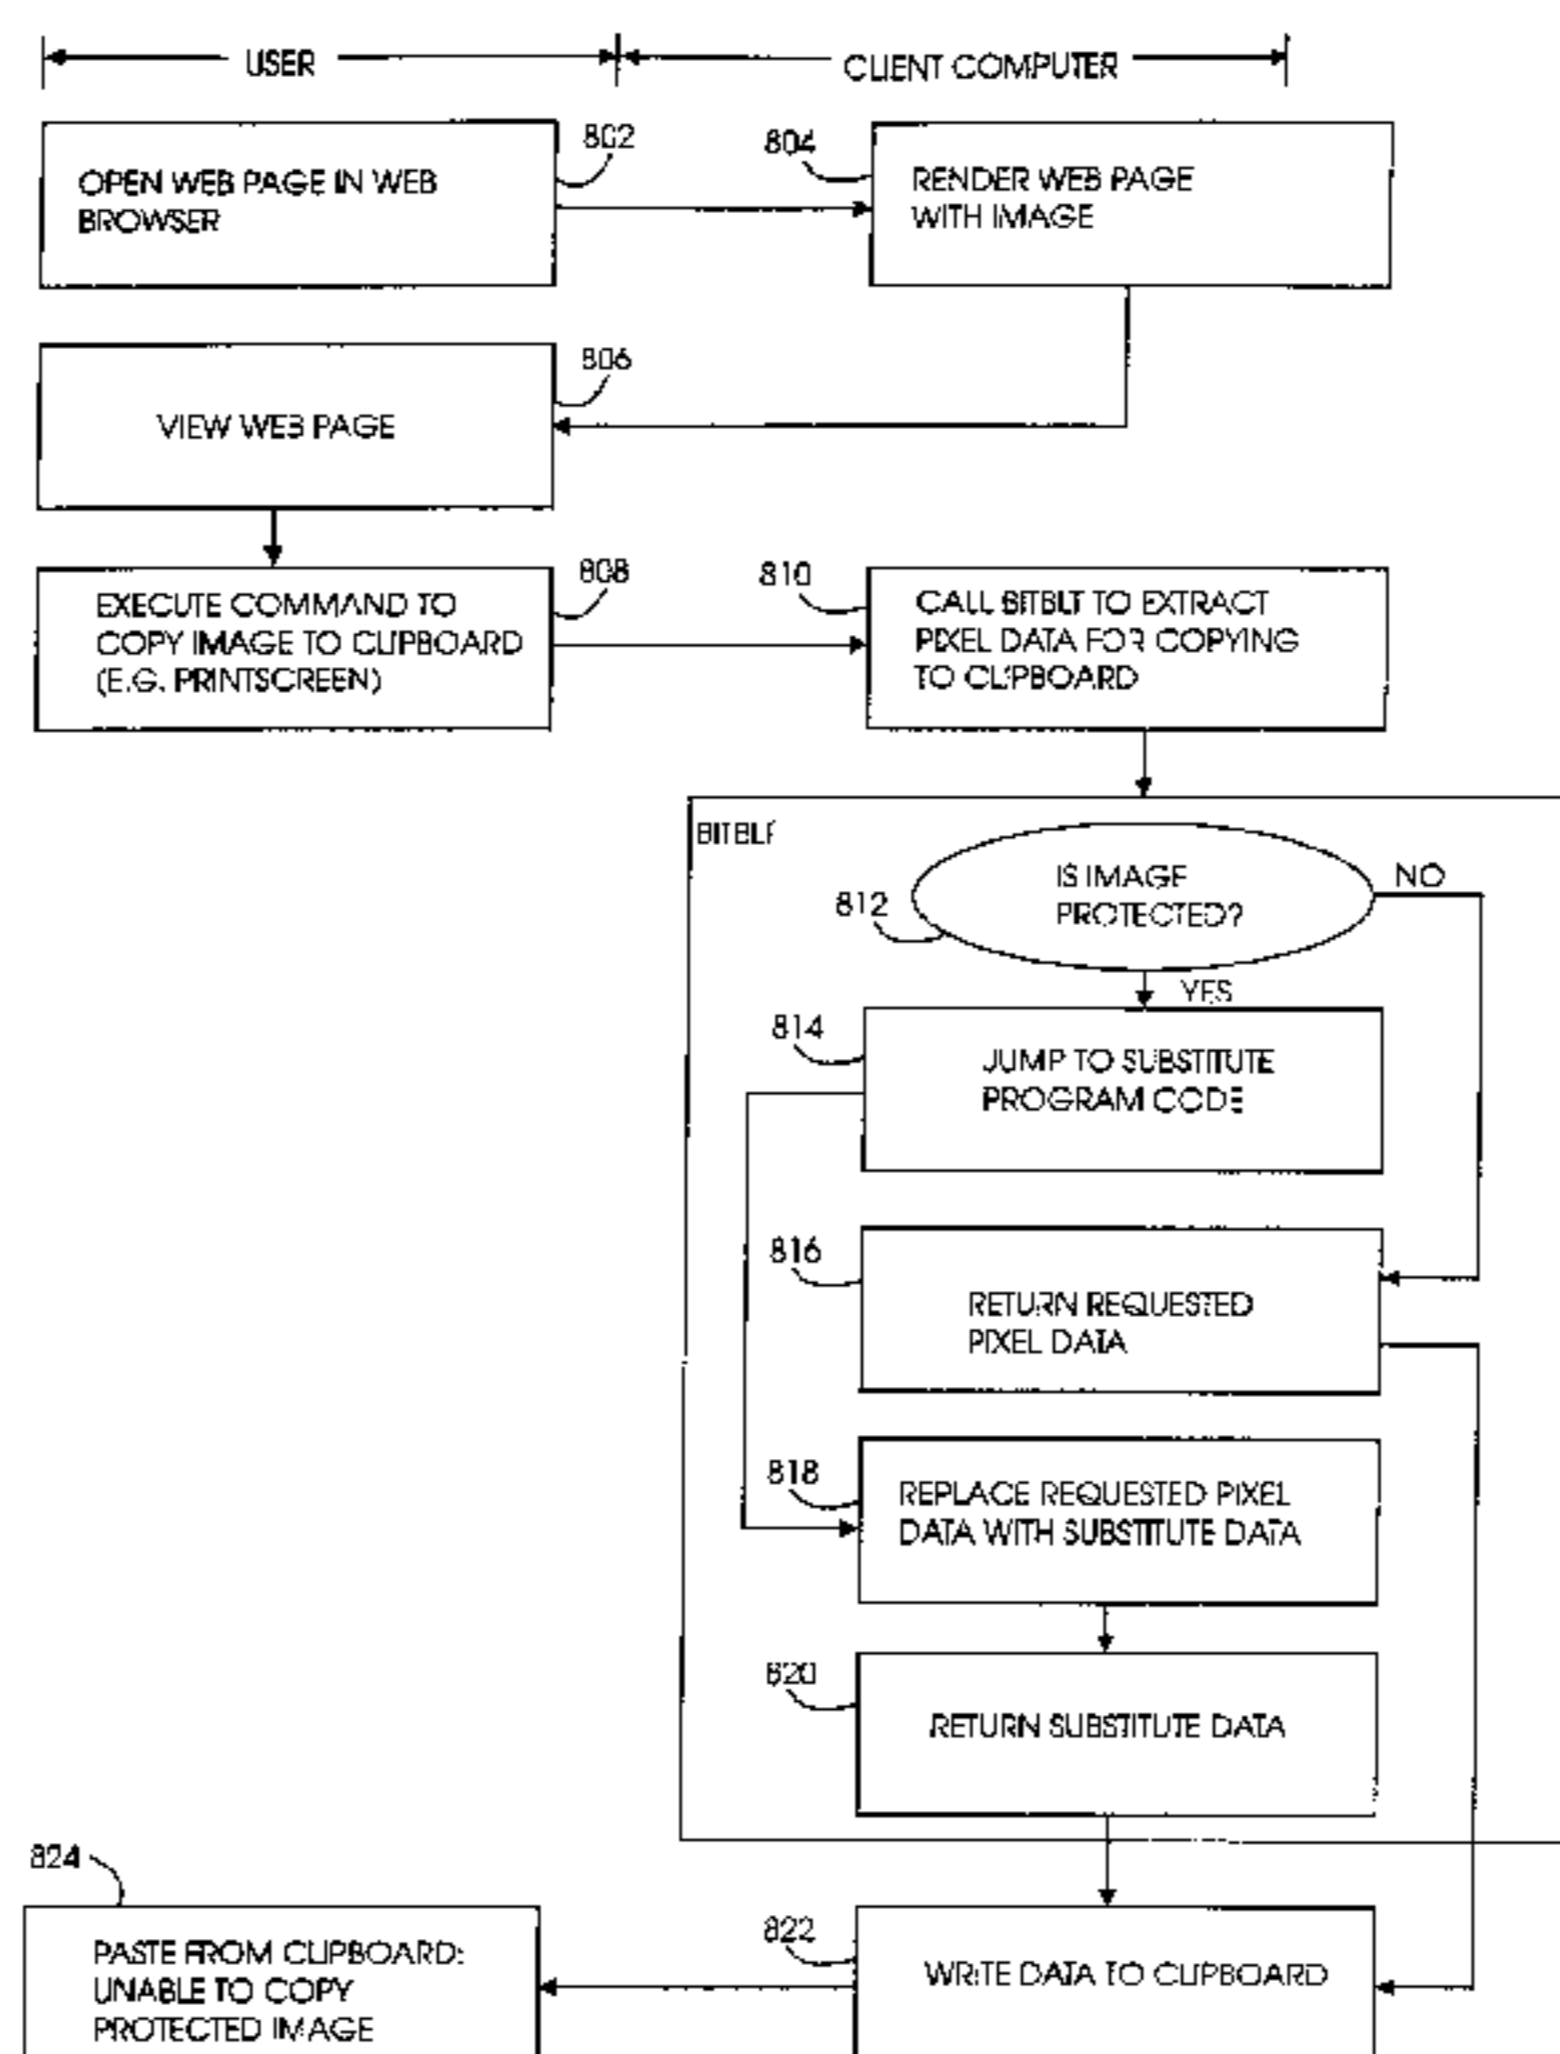 USER
CLIENT COMPUTER
802
804
OPEN WEB PAGE IN WEB
BROWSER
RENDER WEB PAGE
WITH IMAGE
806
VIEW WEB PAGE
808
810
EXECUTE COMMAND TO
COPY IMAGE TO CLIPBOARD
(E.G. PRINTSCREEN)
CALL BITBLT TO EXTRACT
PIXEL DATA FOR COPYING
TO CLIPBOARD
BITBLT
IS IMAGE
PROTECTED?
NO
812
YES
814
JUMP TO SUBSTITUTE
PROGRAM CODE
816
RETURN REQUESTED
PIXEL DATA
818
REPLACE REQUESTED PIXEL
DATA WITH SUBSTITUTE DATA
820
RETURN SUBSTITUTE DATA
824
822
PASTE FROM CLIPBOARD:
UNABLE TO COPY
PROTECTED IMAGE
WRITE DATA TO CLIPBOARD